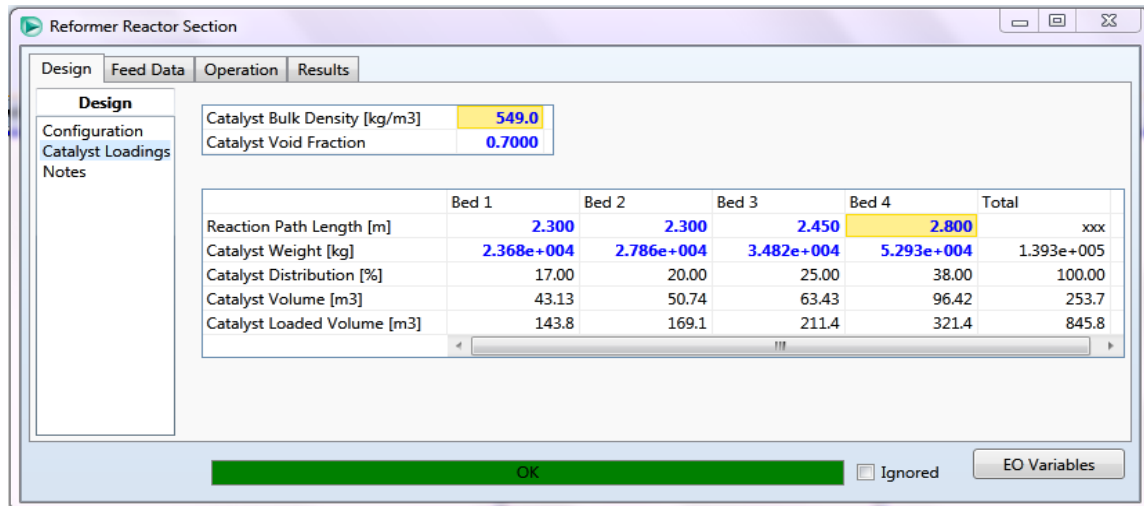 Reformer Reactor Section
Design Feed Data Operation Results
Design
Configuration
Catalyst Loadings
Notes
Catalyst Bulk Density [kg/m3] 549.0
Catalyst Void Fraction 0.7000
Bed 1 Bed 2 Bed 3 Bed 4 Total
Reaction Path Length [m] 2.300 2.300 2.450 2.800 xxx
Catalyst Weight [kg] 2.368e+004 2.786e+004 3.482e+004 5.293e+004 1.393e+005
Catalyst Distribution [%] 17.00 20.00 25.00 38.00 100.00
Catalyst Volume [m3] 43.13 50.74 63.43 96.42 253.7
Catalyst Loaded Volume [m3] 143.8 169.1 211.4 321.4 845.8
OK Ignored EO Variables